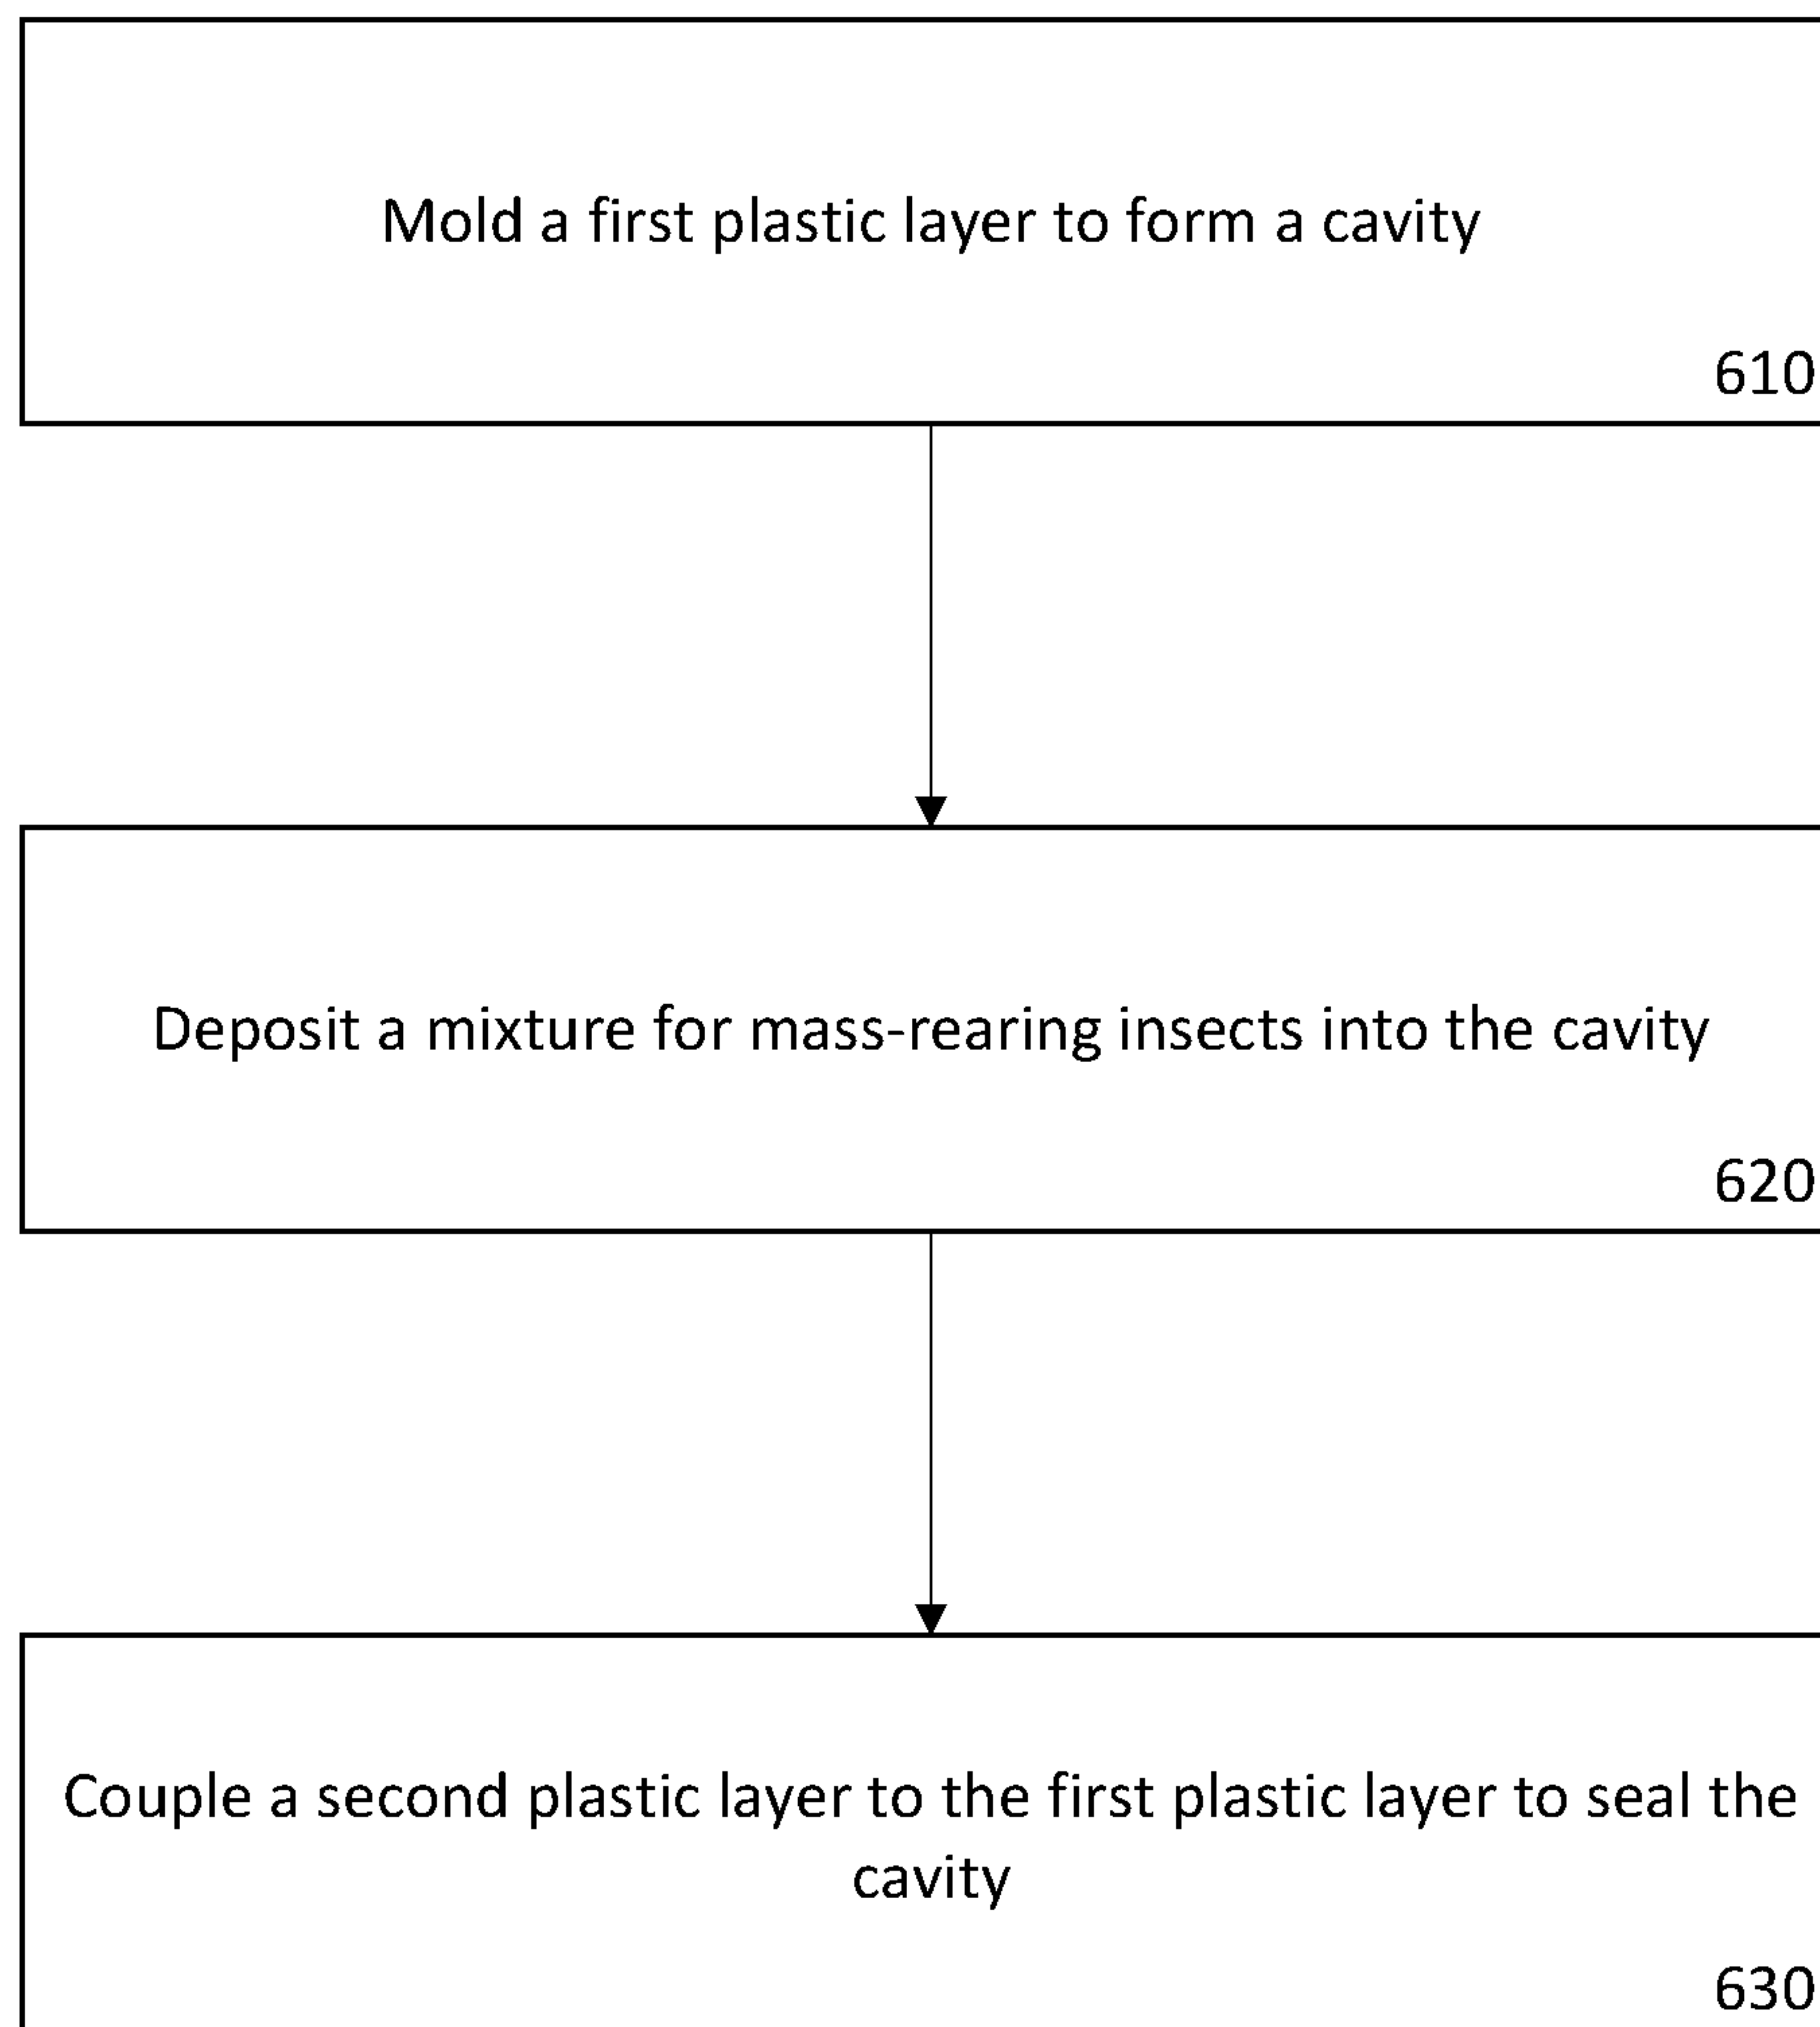 Mold a first plastic layer to form a cavity
610
Deposit a mixture for mass-rearing insects into the cavity
620
Couple a second plastic layer to the first plastic layer to seal the
cavity
630